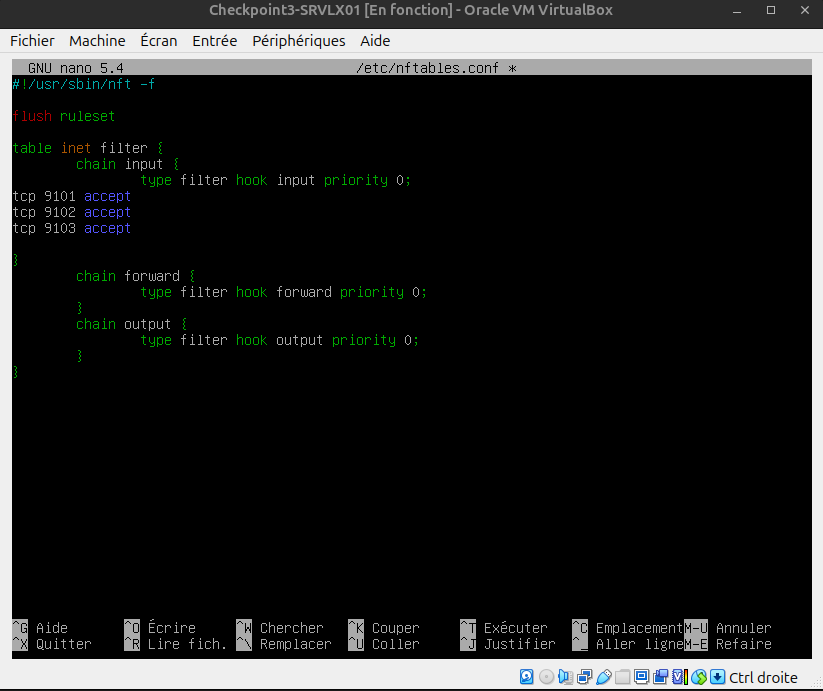 Checkpoint3-SRVLX01 [En fonction] - Oracle VM VirtualBox
Fichier Machine Écran Entrée Périphériques Aide
GNU nano 5.4 /etc/nftables.conf *
#!/usr/sbin/nft -f
flush ruleset
table inet filter {
chain input {
type filter hook input priority 0;
tcp 9101 accept
tcp 9102 accept
tcp 9103 accept
}
chain forward {
type filter hook forward priority 0;
}
chain output {
type filter hook output priority 0;
}
}
^G Aide ^O Écrire ^W Chercher ^K Couper ^T Exécuter ^C Emplacement M-U Annuler
^X Quitter ^R Lire fich. ^\ Remplacer ^U Coller ^J Justifier ^_ Aller ligne M-E Refaire
Ctrl droite